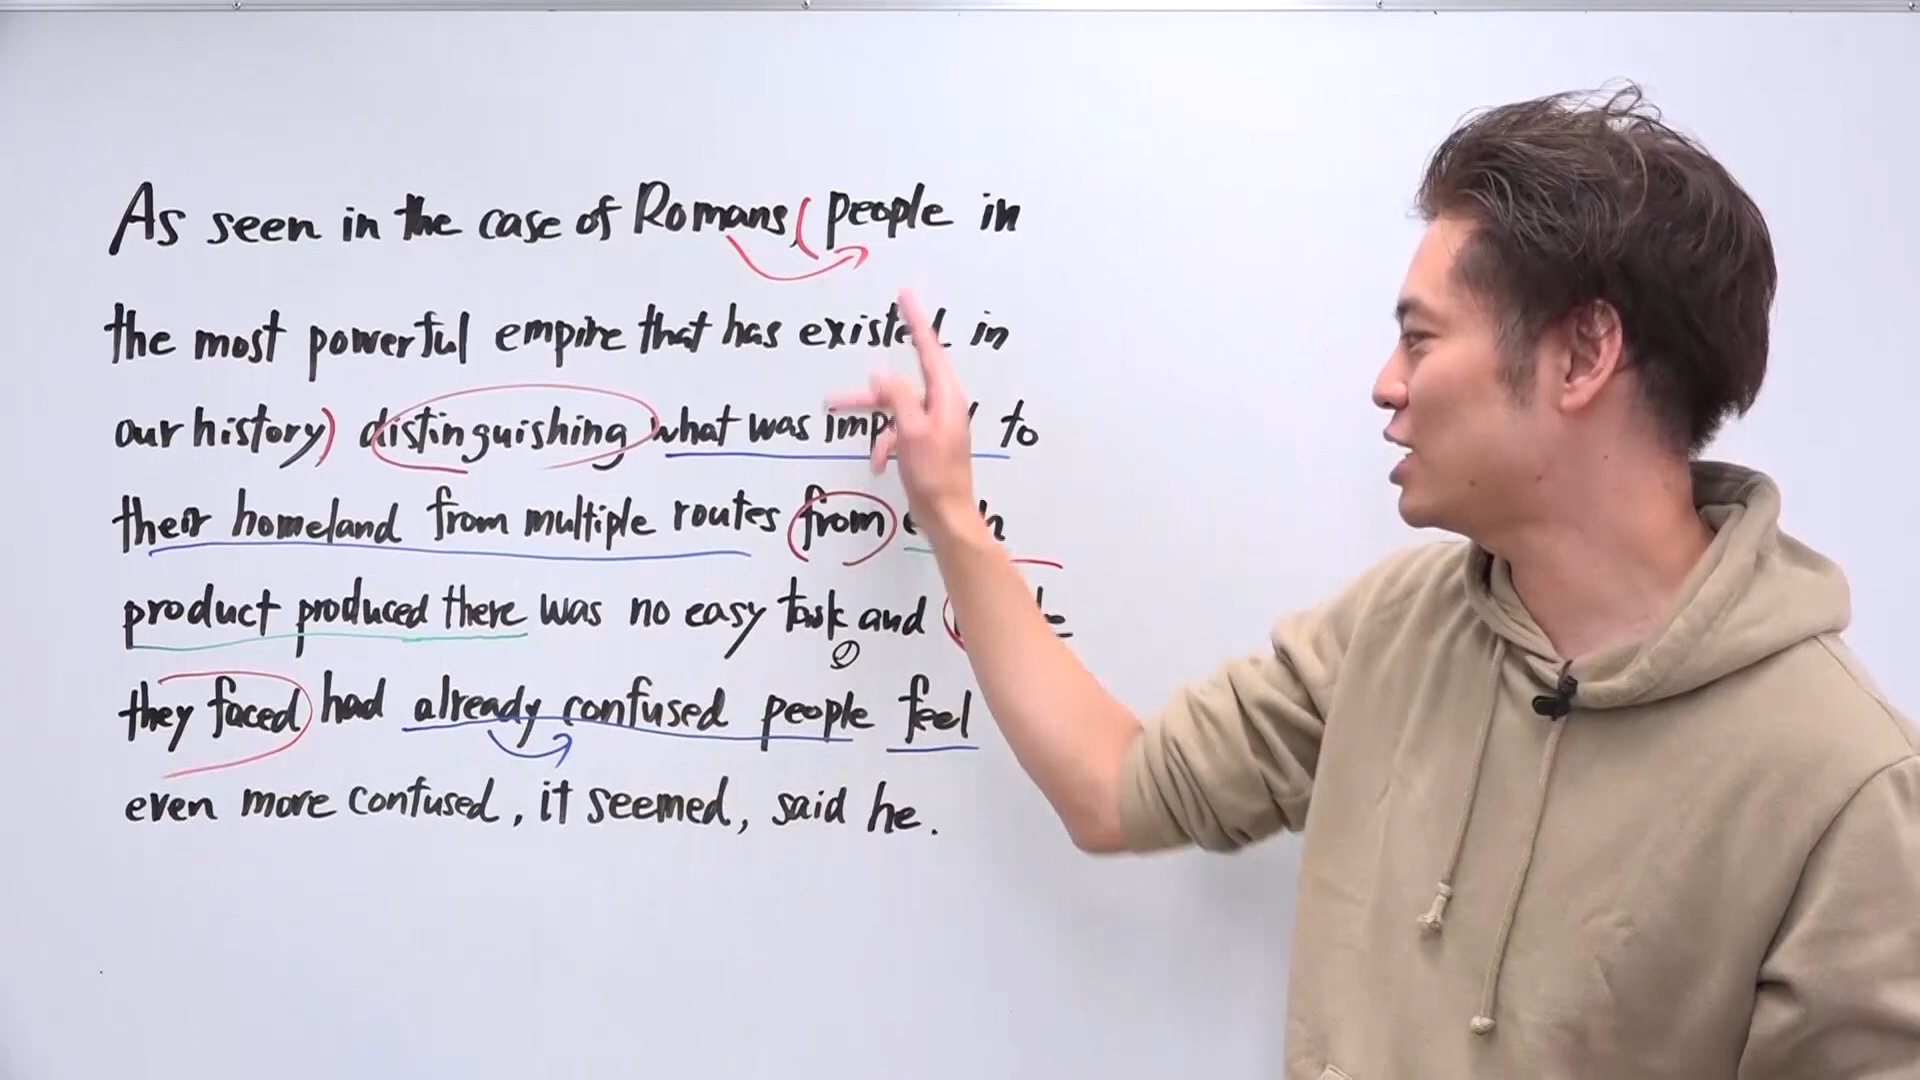 As seen in the case of Romans, (people in
the most powerful empire that has existed in
our history) distinguishing what was to
their homeland from multiple routes from
product produced there was no easy task and
they faced had already confused people feel
even more confused, it seemed, said he.